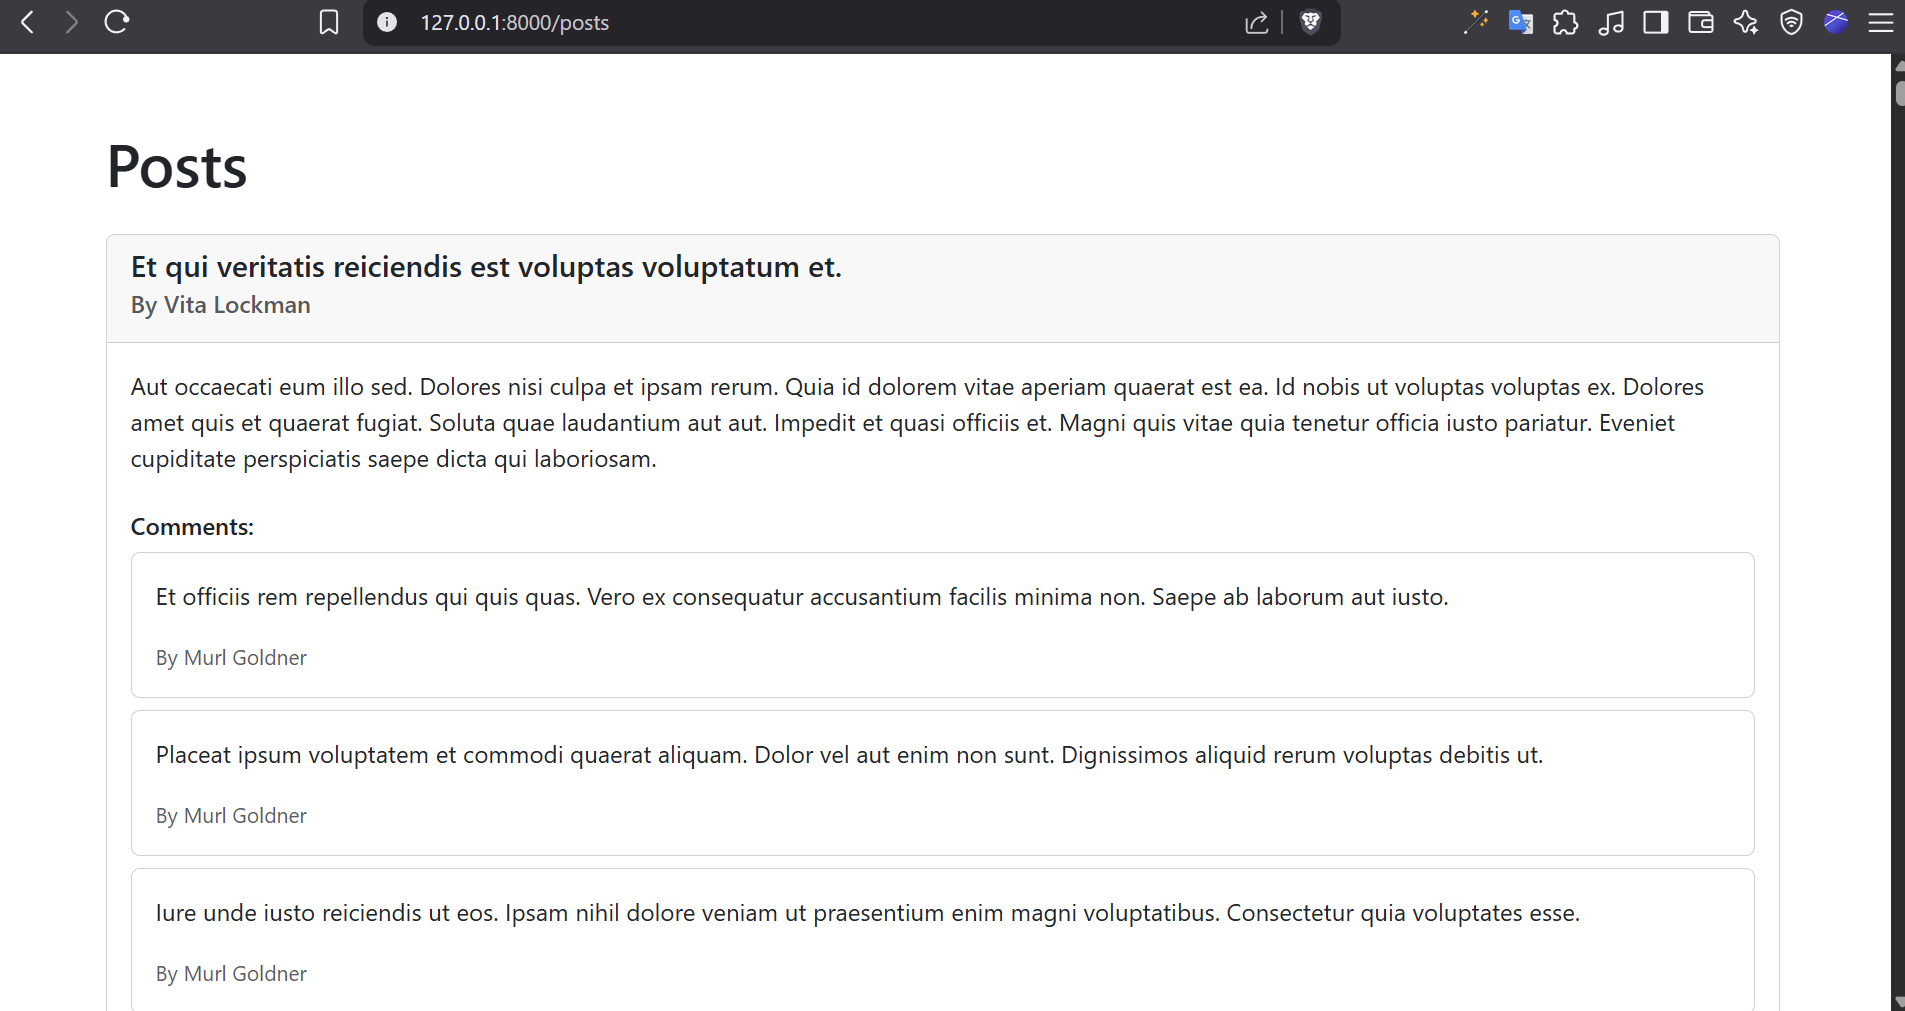 127.0.0.1:8000/posts
Posts
Et qui veritatis reiciendis est voluptas voluptatum et.
By Vita Lockman
Aut occaecati eum illo sed. Dolores nisi culpa et ipsam rerum. Quia id dolorem vitae aperiam quaerat est ea. Id nobis ut voluptas voluptas ex. Dolores
amet quis et quaerat fugiat. Soluta quae laudantium aut aut. Impedit et quasi officiis et. Magni quis vitae quia tenetur officia iusto pariatur. Eveniet
cupiditate perspiciatis saepe dicta qui laboriosam.
Comments:
Et officiis rem repellendus qui quis quas. Vero ex consequatur accusantium facilis minima non. Saepe ab laborum aut iusto.
By Murl Goldner
Placeat ipsum voluptatem et commodi quaerat aliquam. Dolor vel aut enim non sunt. Dignissimos aliquid rerum voluptas debitis ut.
By Murl Goldner
Iure unde iusto reiciendis ut eos. Ipsam nihil dolore veniam ut praesentium enim magni voluptatibus. Consectetur quia voluptates esse.
By Murl Goldner